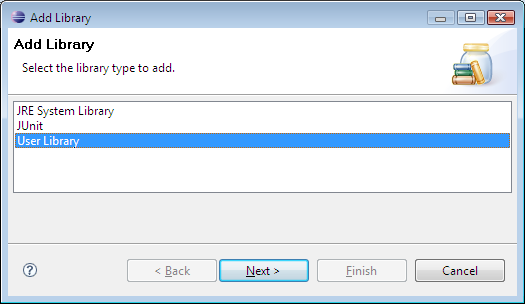 Add Library
Add Library
Select the library type to add.
JRE System Library
JUnit
User Library
? < Back Next > Finish Cancel